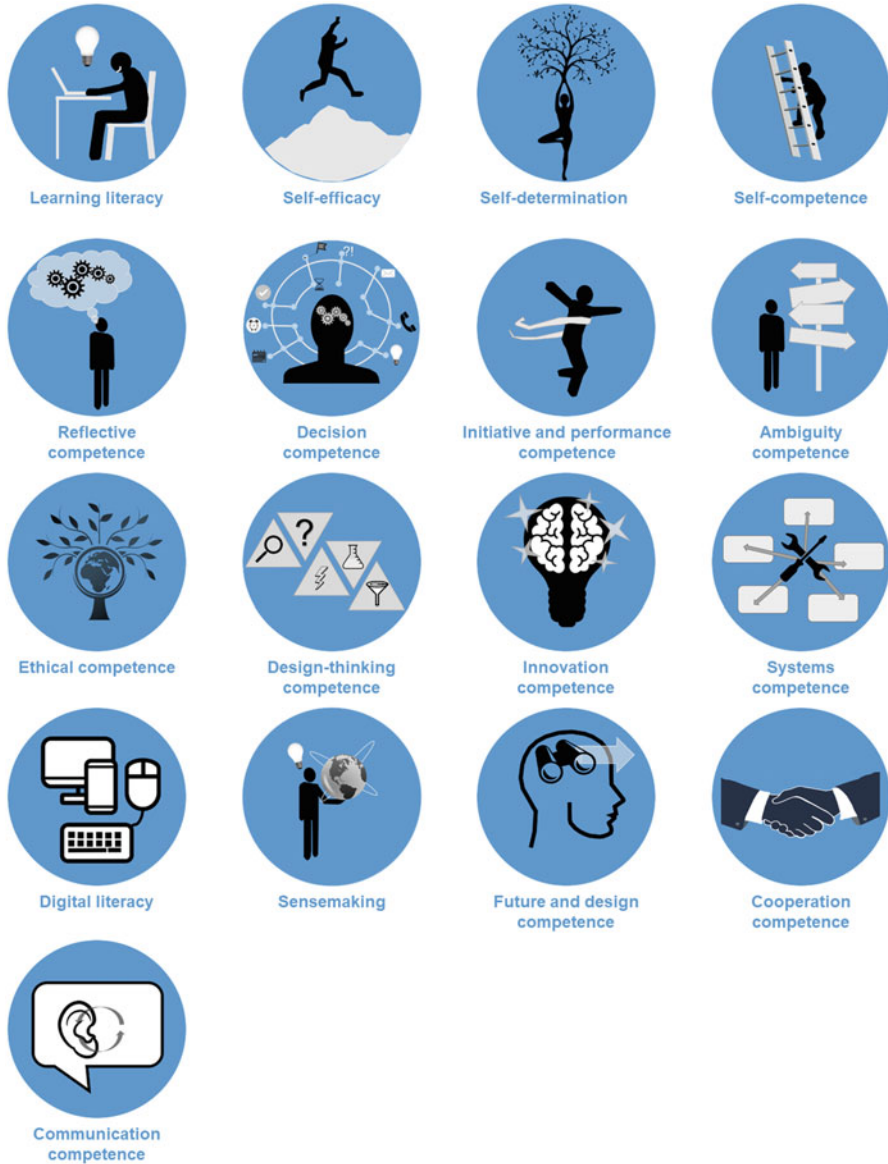 Learning literacy
Self-efficacy
Self-determination
Self-competence
?!
Reflective
competence
Decision
competence
Initiative and performance
competence
Ambiguity
competence
?
Ethical competence
Design-thinking
competence
Innovation
competence
Systems
competence
Digital literacy
Sensemaking
Future and design
competence
Cooperation
competence
Communication
competence